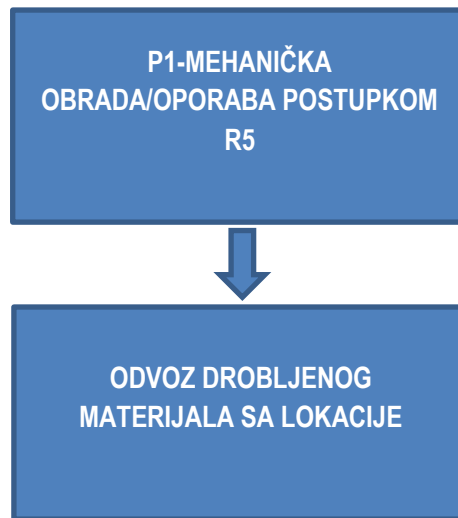 P1-MEHANIČKA
OBRADA/OPORABA POSTUPKOM
R5
ODVOZ DROBLJENOG
MATERIJALA SA LOKACIJE